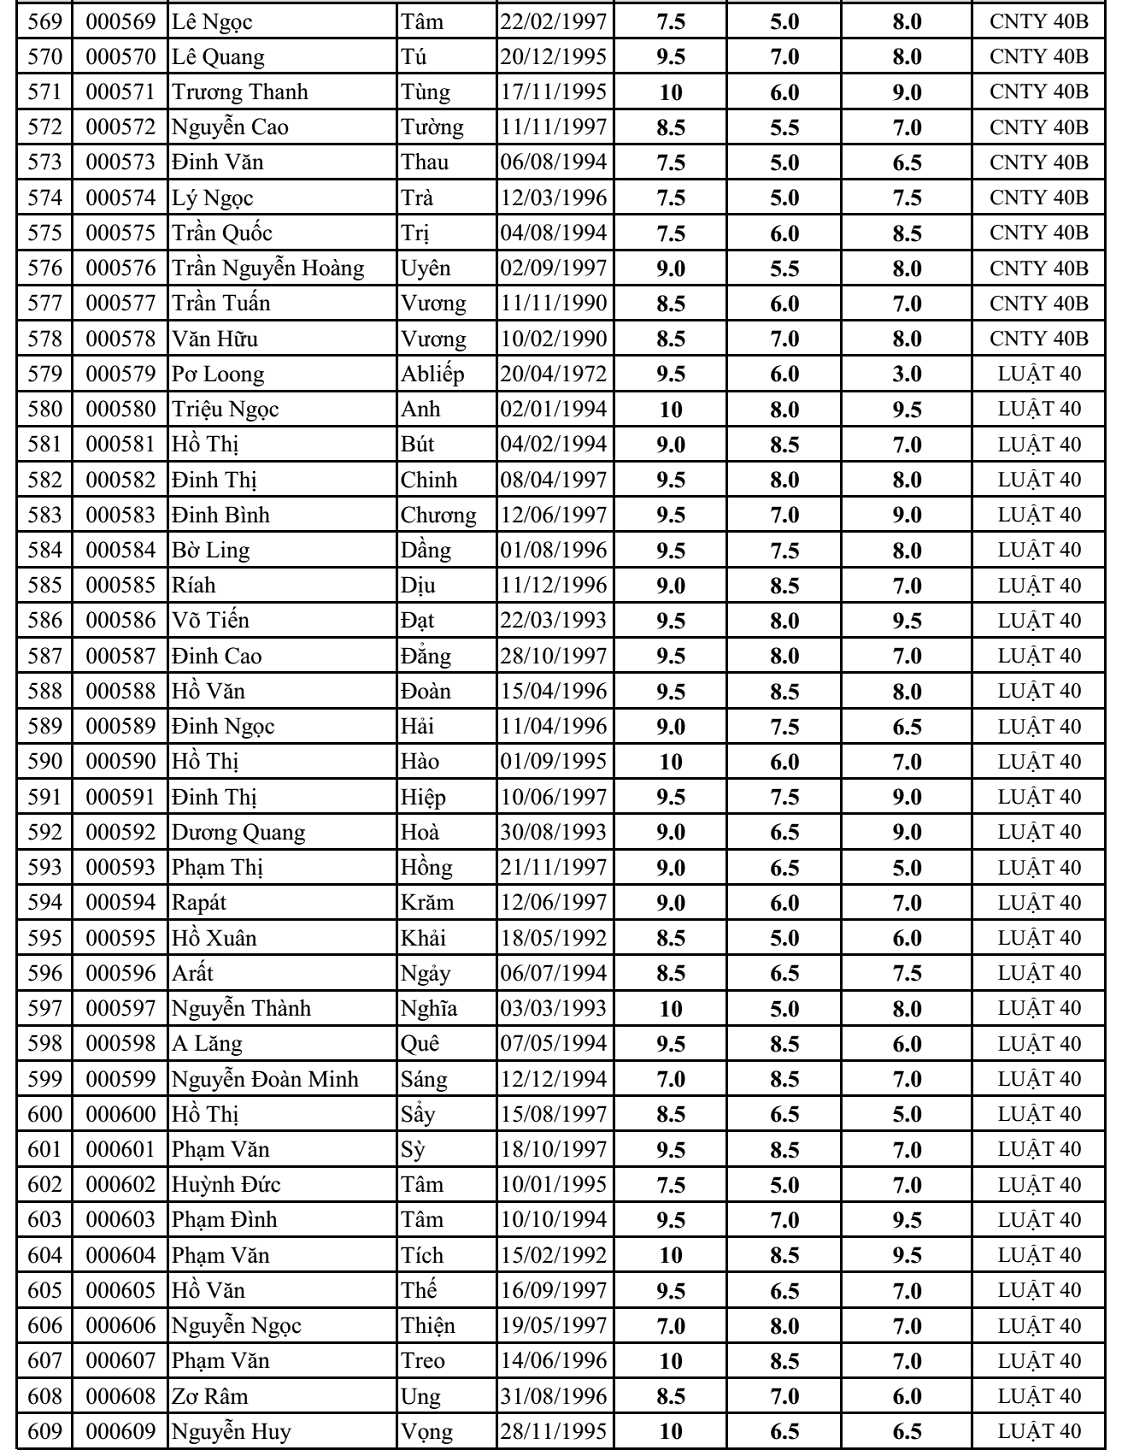 569 000569 Lê Ngọc Tâm 22/02/1997 7.5 5.0 8.0 CNTY 40B
570 000570 Lê Quang Tú 20/12/1995 9.5 7.0 8.0 CNTY 40B
571 000571 Trương Thanh Tùng 17/11/1995 10 6.0 9.0 CNTY 40B
572 000572 Nguyễn Cao Tường 11/11/1997 8.5 5.5 7.0 CNTY 40B
573 000573 Đinh Văn Thau 06/08/1994 7.5 5.0 6.5 CNTY 40B
574 000574 Lý Ngọc Trà 12/03/1996 7.5 5.0 7.5 CNTY 40B
575 000575 Trần Quốc Trị 04/08/1994 7.5 6.0 8.5 CNTY 40B
576 000576 Trần Nguyễn Hoàng Uyên 02/09/1997 9.0 5.5 8.0 CNTY 40B
577 000577 Trần Tuấn Vương 11/11/1990 8.5 6.0 7.0 CNTY 40B
578 000578 Văn Hữu Vương 10/02/1990 8.5 7.0 8.0 CNTY 40B
579 000579 Pơ Loong Abliếp 20/04/1972 9.5 6.0 3.0 LUẬT 40
580 000580 Triệu Ngọc Anh 02/01/1994 10 8.0 9.5 LUẬT 40
581 000581 Hồ Thị Bút 04/02/1994 9.0 8.5 7.0 LUẬT 40
582 000582 Đinh Thị Chinh 08/04/1997 9.5 8.0 8.0 LUẬT 40
583 000583 Đinh Bình Chương 12/06/1997 9.5 7.0 9.0 LUẬT 40
584 000584 Bờ Ling Dầng 01/08/1996 9.5 7.5 8.0 LUẬT 40
585 000585 Ríah Dịu 11/12/1996 9.0 8.5 7.0 LUẬT 40
586 000586 Võ Tiến Đạt 22/03/1993 9.5 8.0 9.5 LUẬT 40
587 000587 Đinh Cao Đẳng 28/10/1997 9.5 8.0 7.0 LUẬT 40
588 000588 Hồ Văn Đoàn 15/04/1996 9.5 8.5 8.0 LUẬT 40
589 000589 Đinh Ngọc Hải 11/04/1996 9.0 7.5 6.5 LUẬT 40
590 000590 Hồ Thị Hào 01/09/1995 10 6.0 7.0 LUẬT 40
591 000591 Đinh Thị Hiệp 10/06/1997 9.5 7.5 9.0 LUẬT 40
592 000592 Dương Quang Hoà 30/08/1993 9.0 6.5 9.0 LUẬT 40
593 000593 Phạm Thị Hồng 21/11/1997 9.0 6.5 5.0 LUẬT 40
594 000594 Rapát Krăm 12/06/1997 9.0 6.0 7.0 LUẬT 40
595 000595 Hồ Xuân Khải 18/05/1992 8.5 5.0 6.0 LUẬT 40
596 000596 Arất Ngảy 06/07/1994 8.5 6.5 7.5 LUẬT 40
597 000597 Nguyễn Thành Nghĩa 03/03/1993 10 5.0 8.0 LUẬT 40
598 000598 A Lăng Quê 07/05/1994 9.5 8.5 6.0 LUẬT 40
599 000599 Nguyễn Đoàn Minh Sáng 12/12/1994 7.0 8.5 7.0 LUẬT 40
600 000600 Hồ Thị Sẩy 15/08/1997 8.5 6.5 5.0 LUẬT 40
601 000601 Phạm Văn Sỳ 18/10/1997 9.5 8.5 7.0 LUẬT 40
602 000602 Huỳnh Đức Tâm 10/01/1995 7.5 5.0 7.0 LUẬT 40
603 000603 Phạm Đình Tâm 10/10/1994 9.5 7.0 9.5 LUẬT 40
604 000604 Phạm Văn Tích 15/02/1992 10 8.5 9.5 LUẬT 40
605 000605 Hồ Văn Thế 16/09/1997 9.5 6.5 7.0 LUẬT 40
606 000606 Nguyễn Ngọc Thiện 19/05/1997 7.0 8.0 7.0 LUẬT 40
607 000607 Phạm Văn Treo 14/06/1996 10 8.5 7.0 LUẬT 40
608 000608 Zơ Râm Ung 31/08/1996 8.5 7.0 6.0 LUẬT 40
609 000609 Nguyễn Huy Vọng 28/11/1995 10 6.5 6.5 LUẬT 40